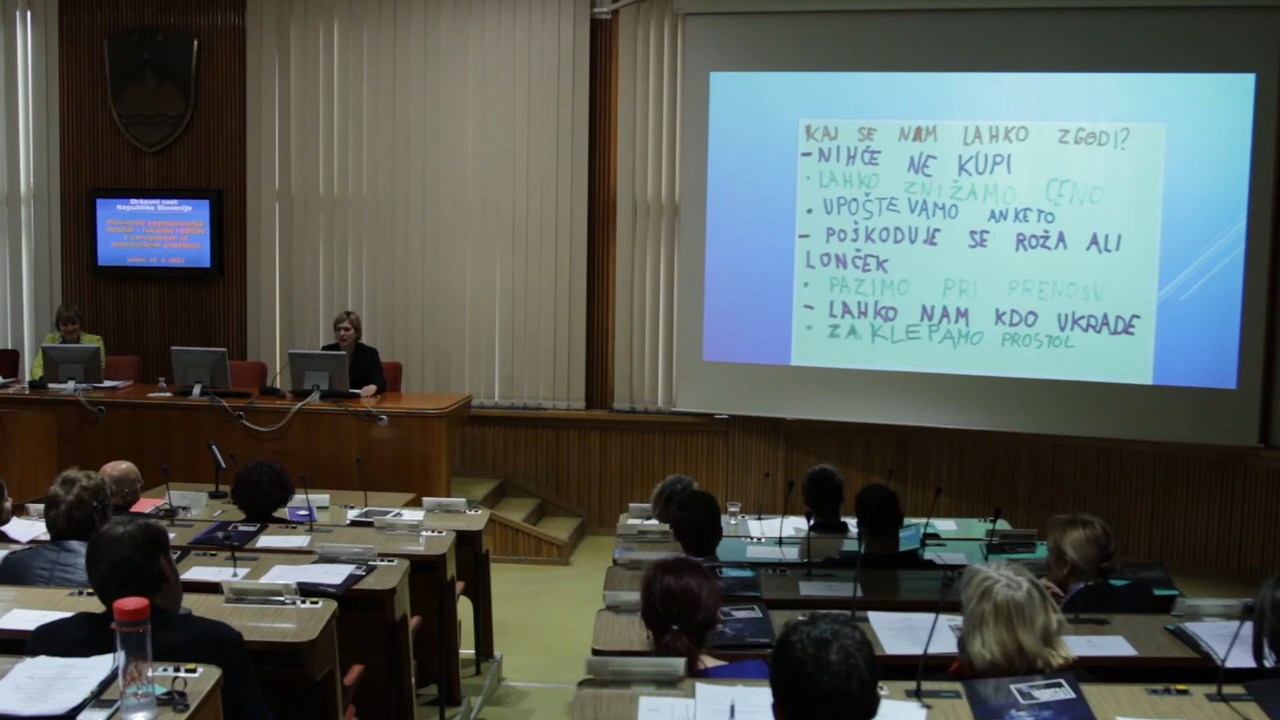 Državni svet
Republike Slovenije
KAJ SE NAM LAHKO ZGODI?
- NIHČE NE KUPI
· LAHKO ZNIŽAMO CENO
· UPOŠTEVAMO ANKETO
- POŠKODUJE SE ROŽA ALI
LONČEK
· PAZIMO PRI PRENOSU
- LAHKO NAM KDO UKRADE
· ZAKLEPAMO PROSTOL